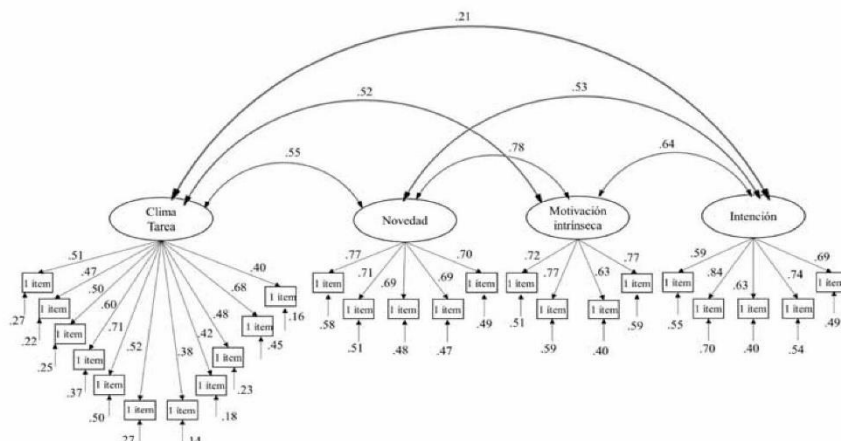 .21
.52
.53
.55
.78
.64
Clima
Tarea
Novedad
Motivación
intrínseca
Intención
.51
.47
.50
.60
.71
.52
.38
.42
.48
.68
.40
1 item
1 item
1 item
1 item
1 item
1 item
1 item
1 item
1 item
1 item
1 item
.27
.22
.25
.37
.50
.27
.14
.18
.23
.45
.16
.77
.71
.69
.69
.70
1 item
1 item
1 item
1 item
1 item
.58
.51
.48
.47
.49
.72
.77
.63
.77
1 item
1 item
1 item
1 item
.51
.59
.40
.59
.59
.84
.63
.74
.69
1 item
1 item
1 item
1 item
1 item
.55
.70
.40
.54
.49